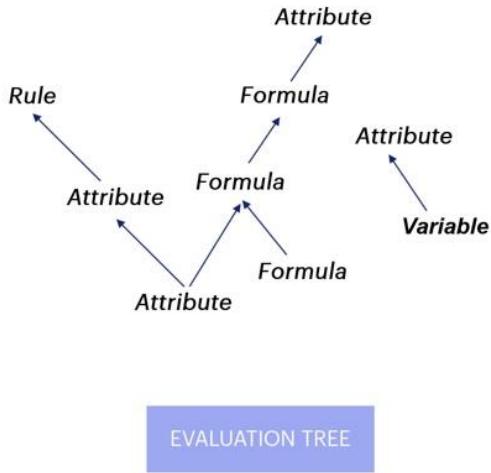 Attribute
Rule
Formula
Attribute
Formula
Attribute
Variable
Formula
Attribute
EVALUATION TREE